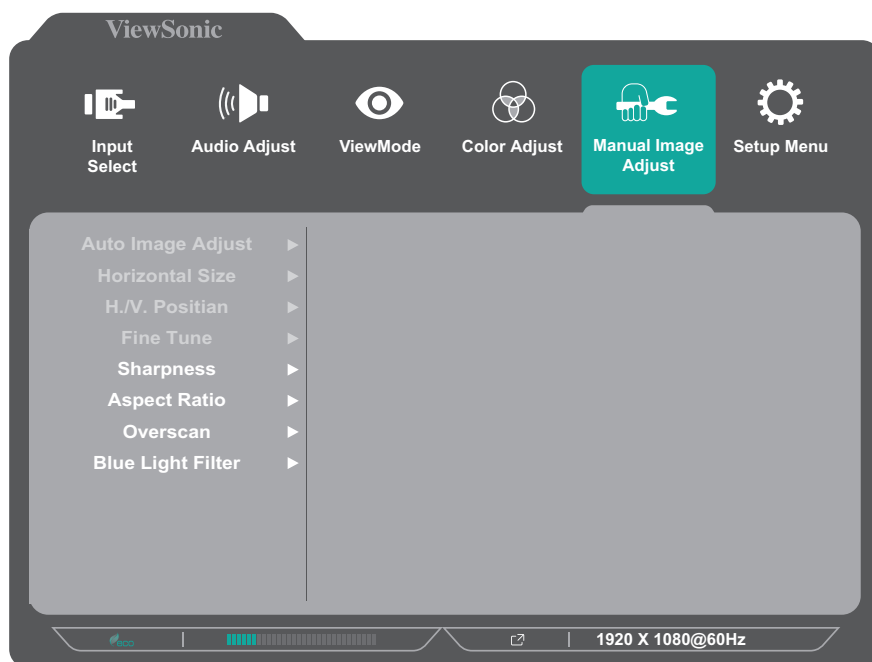 ViewSonic
Input
Select
Audio Adjust
ViewMode
Color Adjust
Manual Image
Adjust
Setup Menu
Auto Image Adjust
Horizontal Size
H./V. Positian
Fine Tune
Sharpness
Aspect Ratio
Overscan
Blue Light Filter
eco
1920 X 1080@60Hz